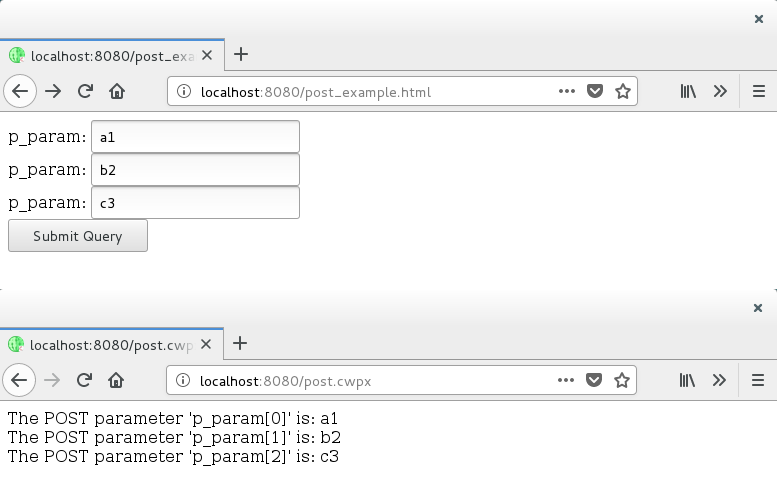 localhost:8080/post_exa
localhost:8080/post_example.html
p_param: a1
p_param: b2
p_param: c3
Submit Query
localhost:8080/post.cwp
localhost:8080/post.cwpx
The POST parameter 'p_param[0]' is: a1
The POST parameter 'p_param[1]' is: b2
The POST parameter 'p_param[2]' is: c3